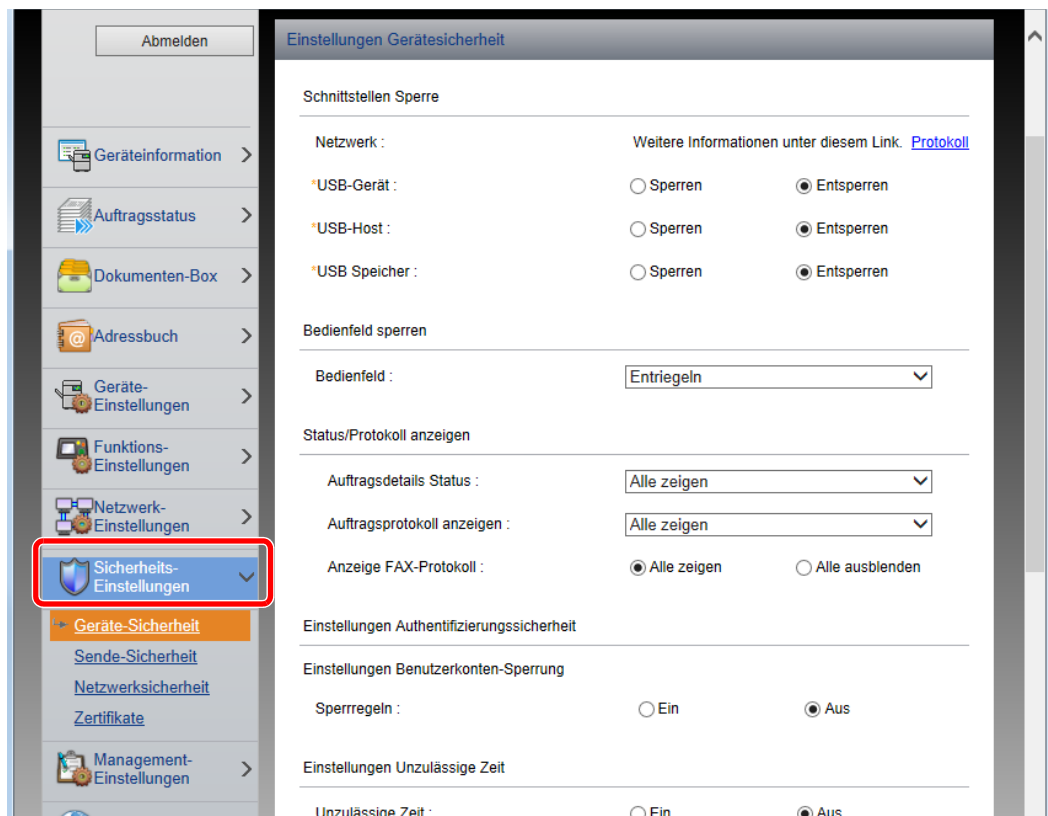 Abmelden
Geräteinformation
Auftragsstatus
Dokumenten-Box
Adressbuch
Geräte-
Einstellungen
Funktions-
Einstellungen
Netzwerk-
Einstellungen
Sicherheits-
Einstellungen
Geräte-Sicherheit
Sende-Sicherheit
Netzwerksicherheit
Zertifikate
Management-
Einstellungen
Einstellungen Gerätesicherheit
Schnittstellen Sperre
Netzwerk : Weitere Informationen unter diesem Link. Protokoll
*USB-Gerät : Sperren Entsperren
*USB-Host : Sperren Entsperren
*USB Speicher : Sperren Entsperren
Bedienfeld sperren
Bedienfeld : Entriegeln
Status/Protokoll anzeigen
Auftragsdetails Status : Alle zeigen
Auftragsprotokoll anzeigen : Alle zeigen
Anzeige FAX-Protokoll : Alle zeigen Alle ausblenden
Einstellungen Authentifizierungssicherheit
Einstellungen Benutzerkonten-Sperrung
Sperrregeln : Ein Aus
Einstellungen Unzulässige Zeit
Unzulässige Zeit : Ein Aus